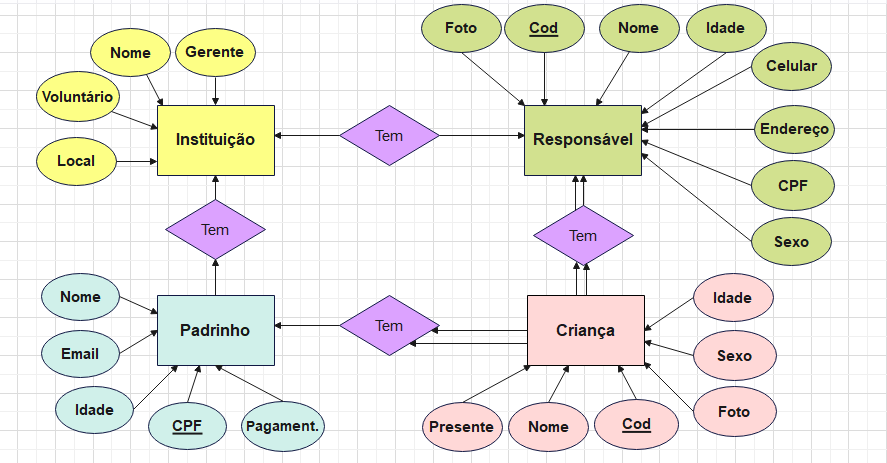 Nome
Gerente
Voluntário
Local
Instituição
Tem
Foto
Cod
Nome
Idade
Celular
Endereço
CPF
Sexo
Responsável
Tem
Tem
Nome
Email
Idade
CPF
Pagament.
Padrinho
Tem
Criança
Idade
Sexo
Foto
Presente
Nome
Cod